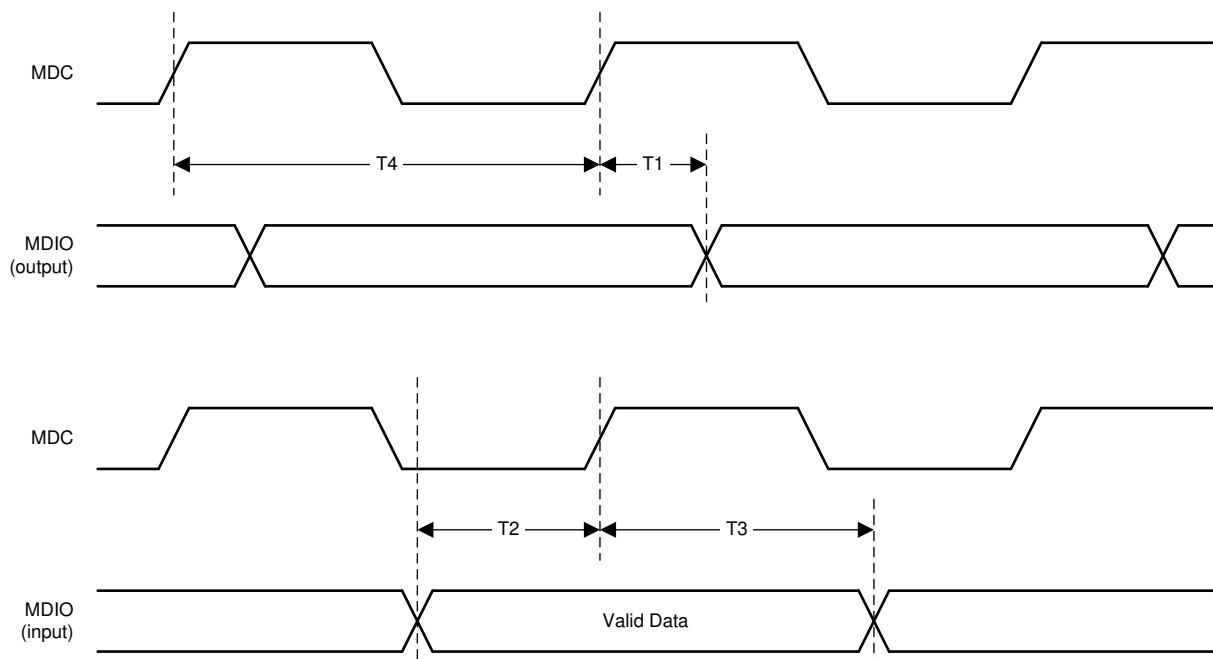 MDC
T4
T1
MDIO
(output)
MDC
T2
T3
MDIO
(input)
Valid Data